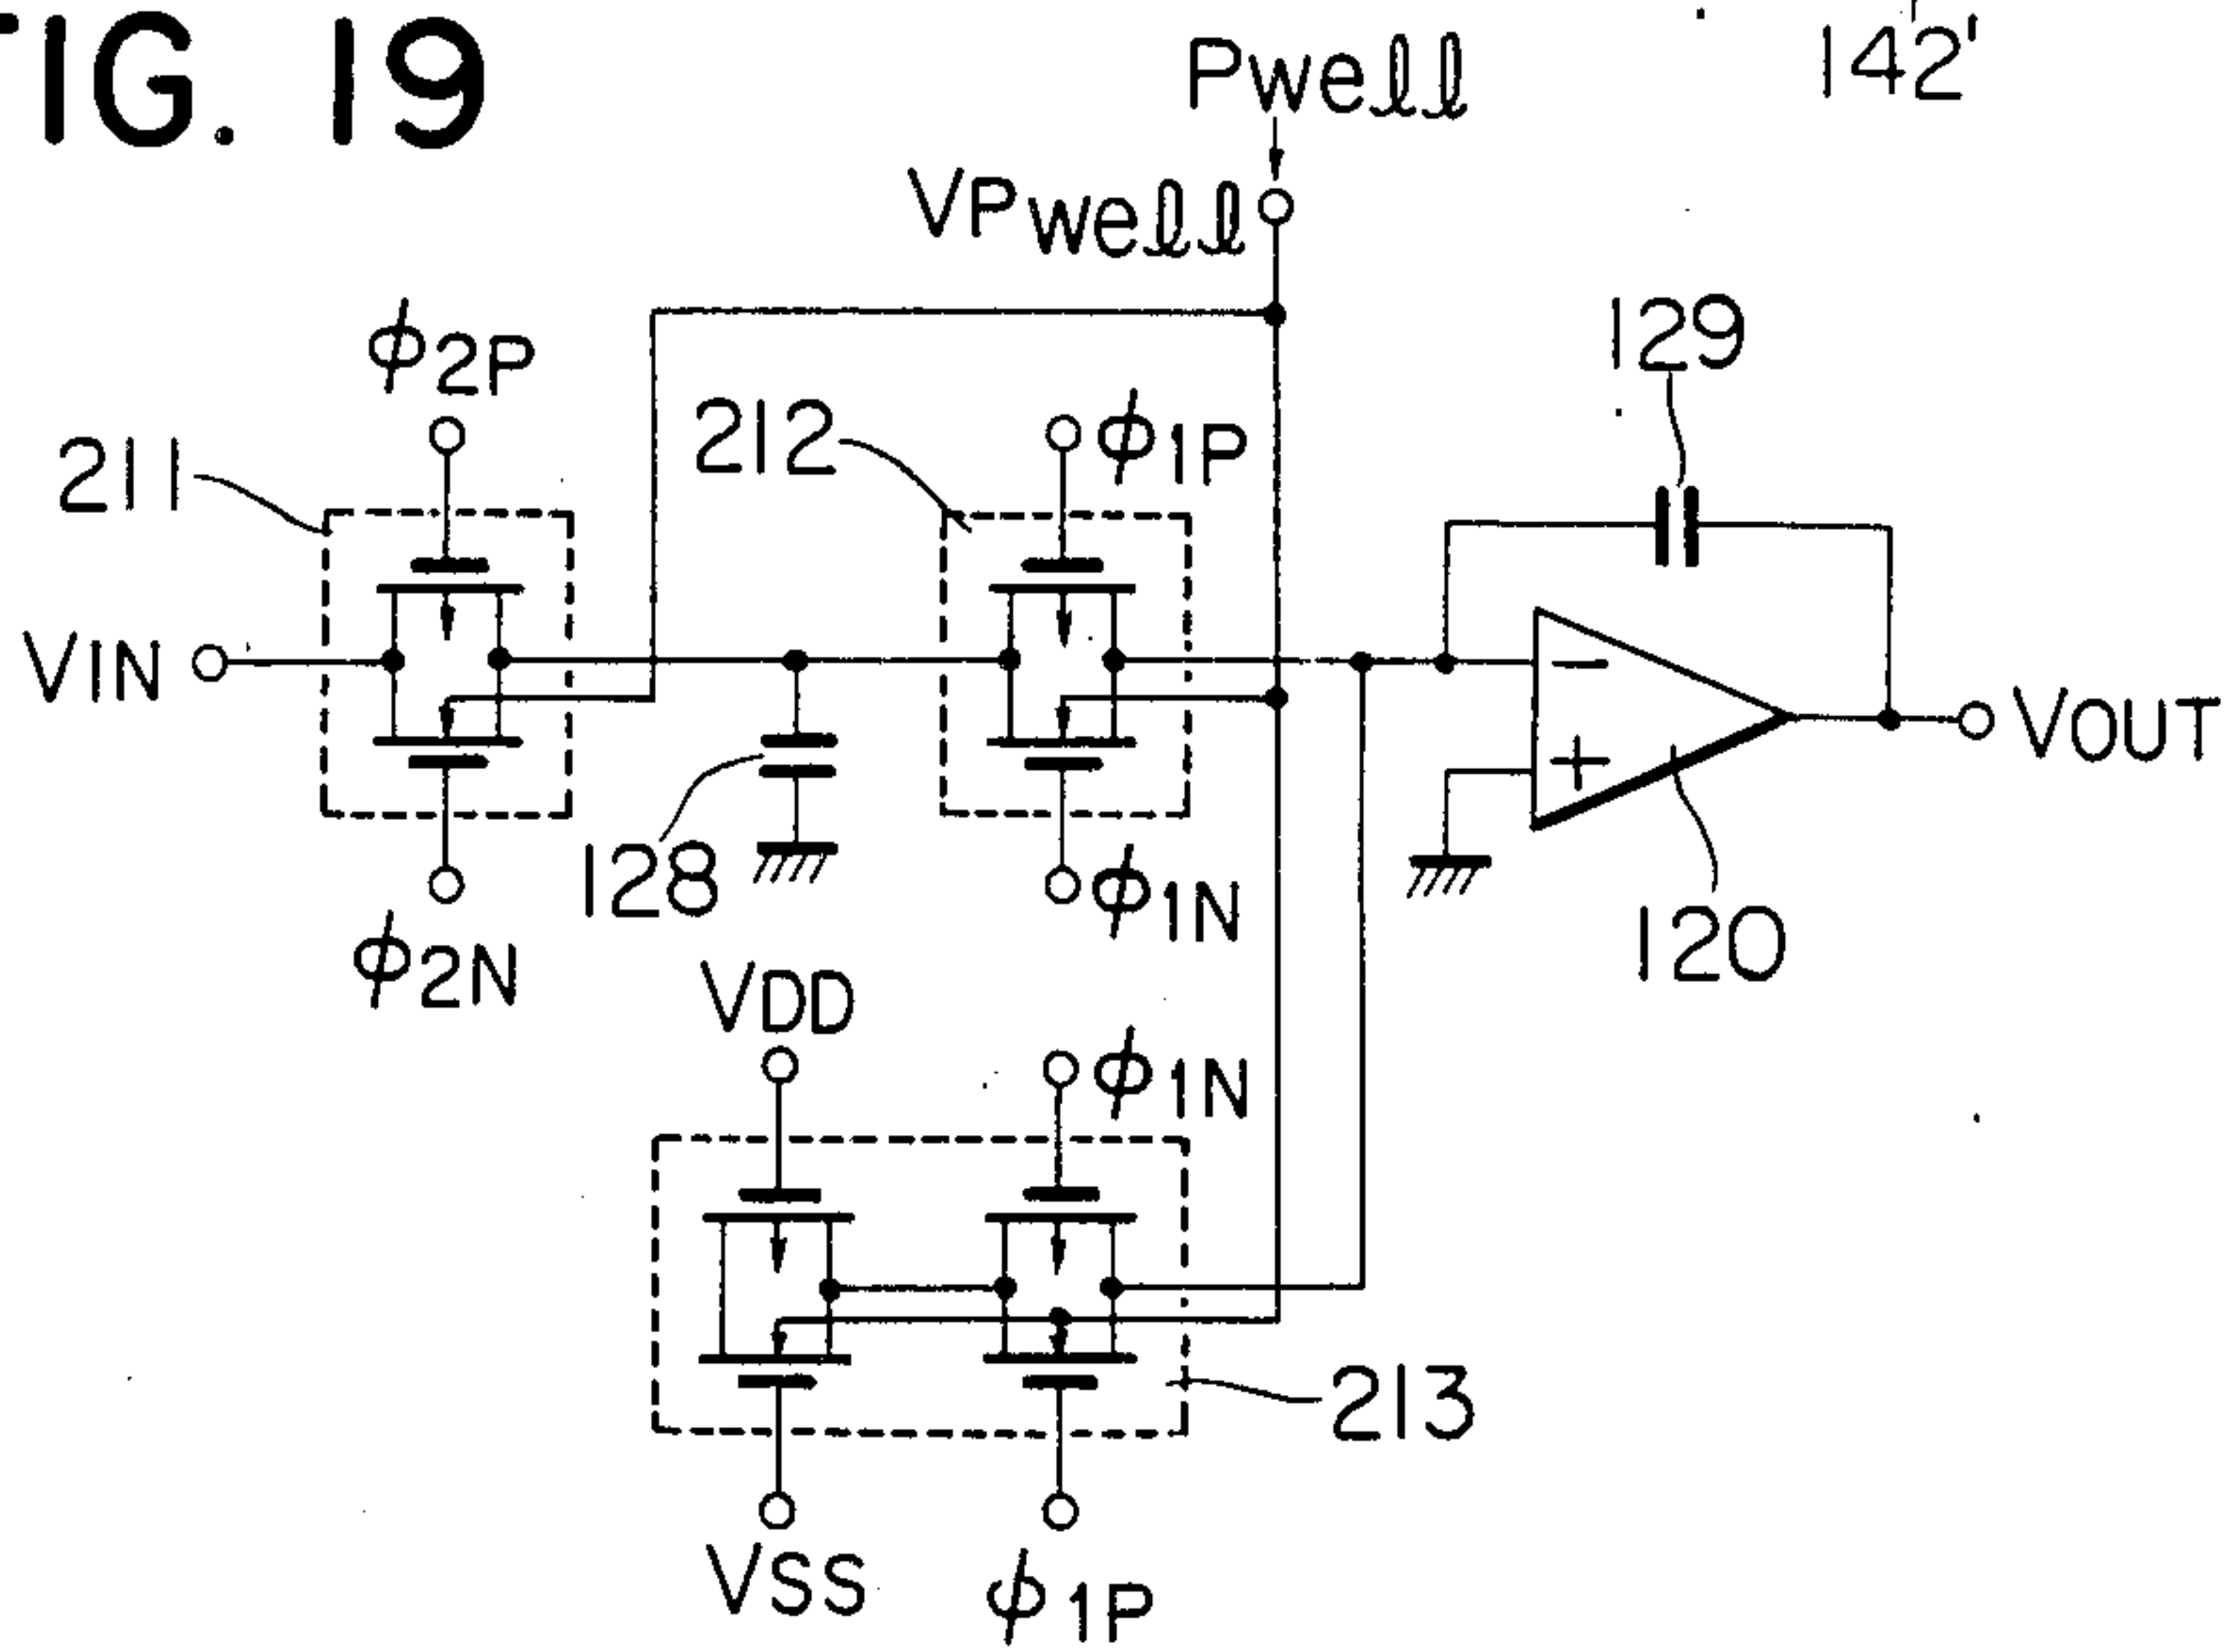 FIG. 19
142'
Pwell
VPwell
129
ϕ2P
212
ϕ1P
211
VIN
VOUT
128
ϕ1N
120
ϕ2N
VDD
ϕ1N
213
VSS
ϕ1P